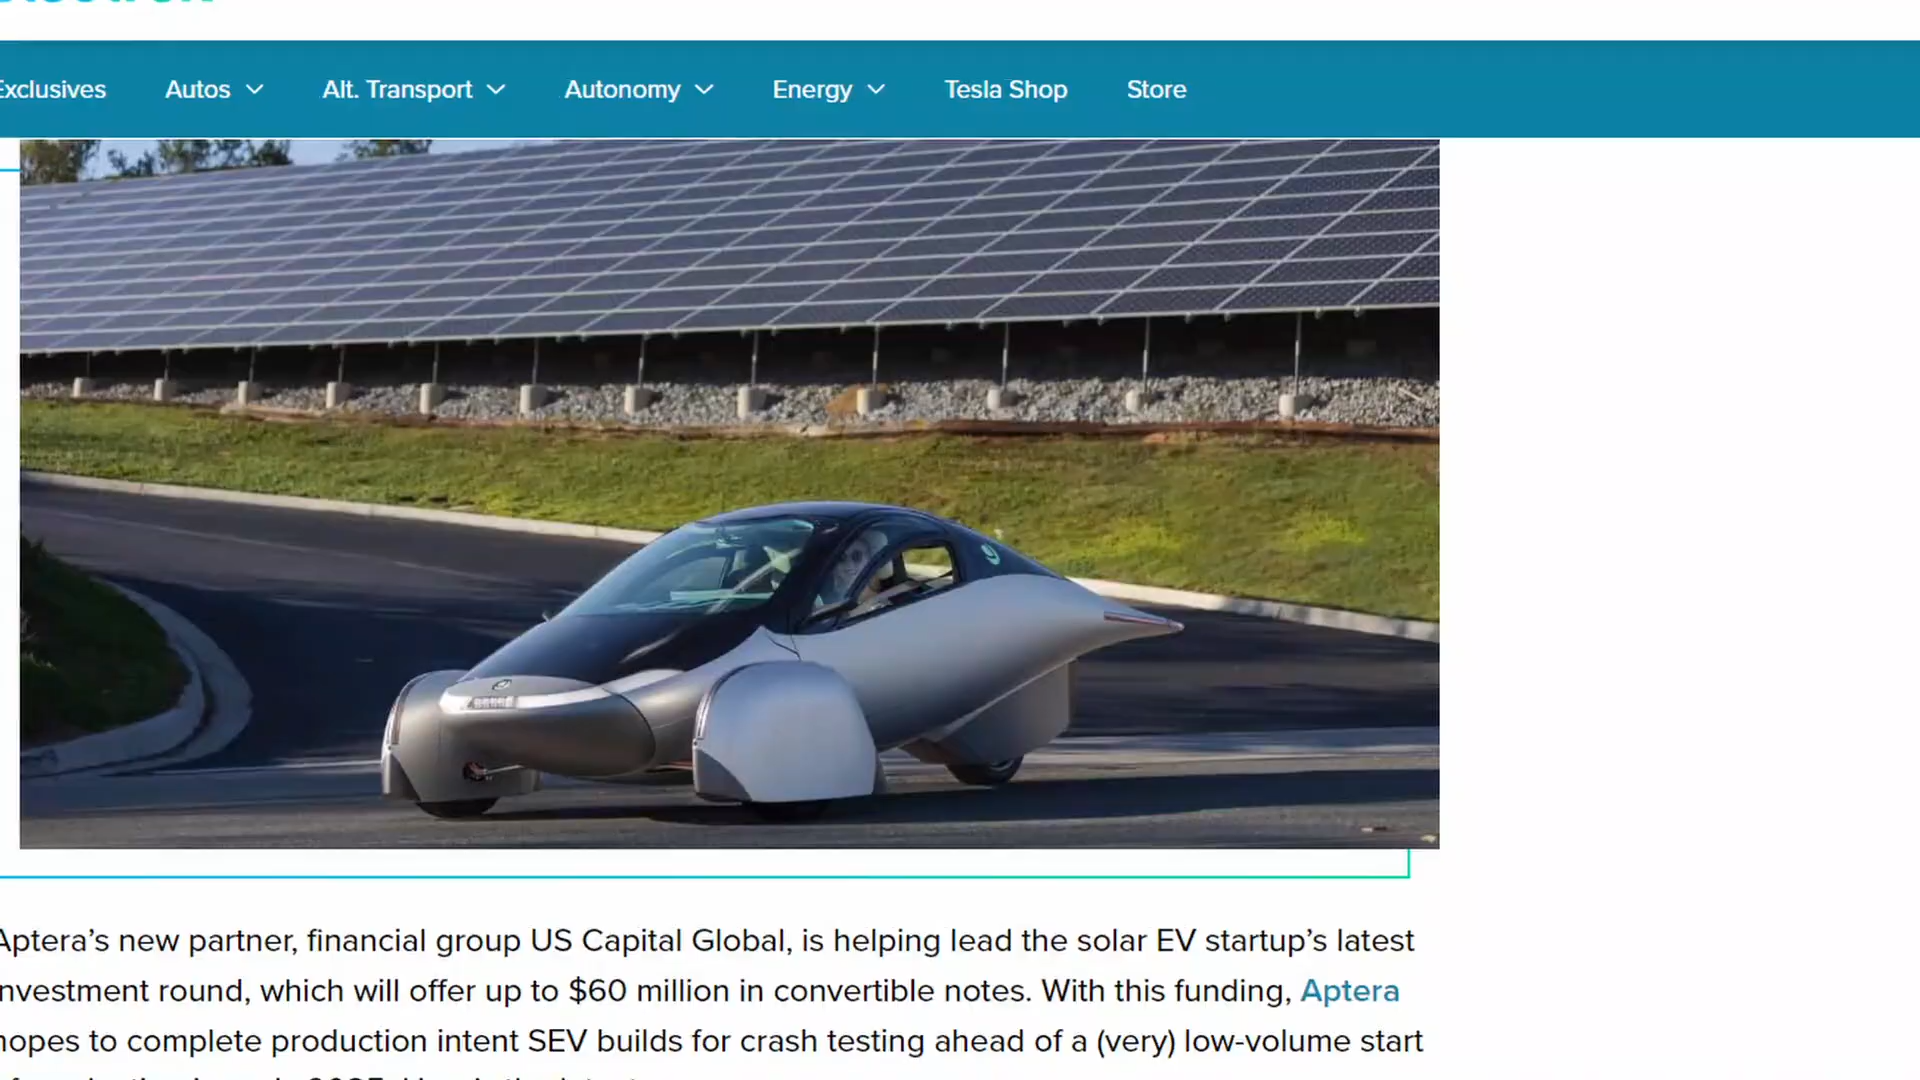 Exclusives Autos Alt. Transport Autonomy Energy Tesla Shop Store
Aptera's new partner, financial group US Capital Global, is helping lead the solar EV startup's latest
investment round, which will offer up to $60 million in convertible notes. With this funding, Aptera
hopes to complete production intent SEV builds for crash testing ahead of a (very) low-volume start